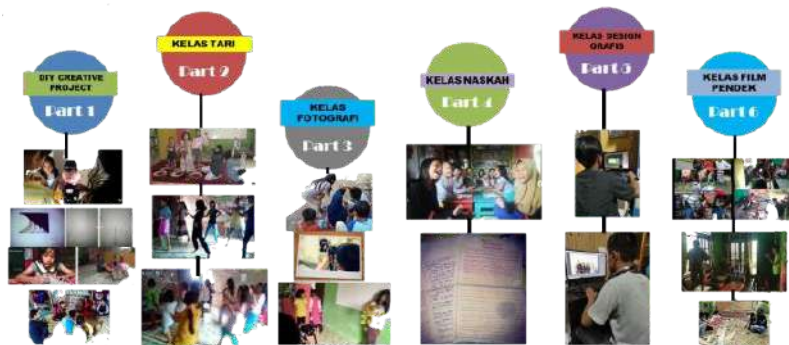 DIY CREATIVE
PROJECT
Part 1
KELAS TARI
Part 2
KELAS
FOTOGRAFI
Part 3
KELAS NASKAH
Part 4
KELAS DESIGN
GRAFIS
Part 5
KELAS FILM
PENDEK
Part 6